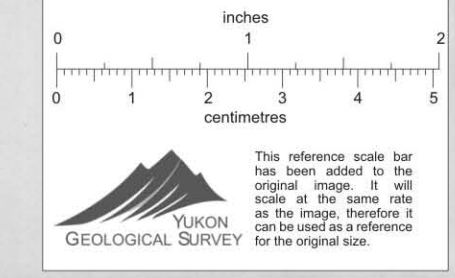 inches
0 1 2
0 1 2 3 4 5
centimetres
This reference scale bar
has been added to the
original image. It will
scale at the same rate
as the image, therefore it
can be used as a reference
for the original size.
YUKON
GEOLOGICAL SURVEY